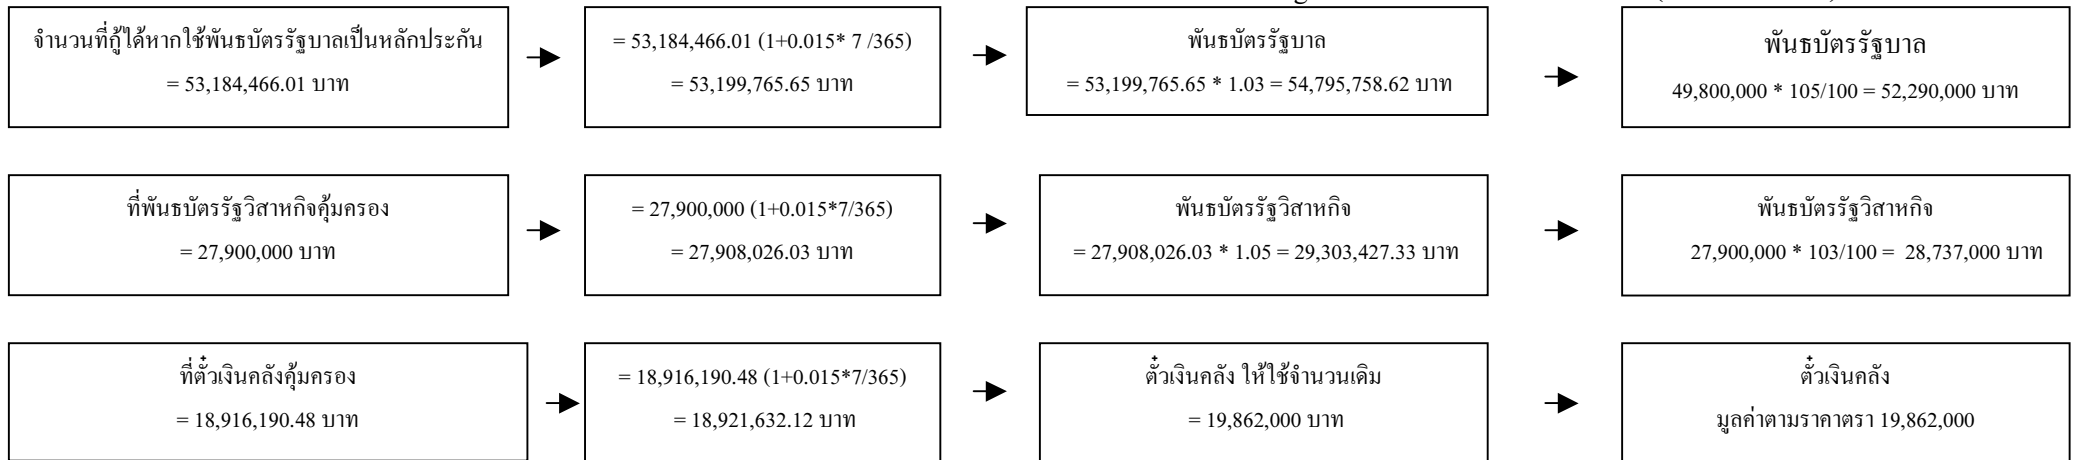 จำนวนที่กู้ได้หากใช้พันธบัตรรัฐบาลเป็นหลักประกัน
= 53,184,466.01 บาท
= 53,184,466.01 (1+0.015* 7 /365)
= 53,199,765.65 บาท
พันธบัตรรัฐบาล
= 53,199,765.65 * 1.03 = 54,795,758.62 บาท
พันธบัตรรัฐบาล
49,800,000 * 105/100 = 52,290,000 บาท
ที่พันธบัตรรัฐวิสาหกิจคุ้มครอง
= 27,900,000 บาท
= 27,900,000 (1+0.015*7/365)
= 27,908,026.03 บาท
พันธบัตรรัฐวิสาหกิจ
= 27,908,026.03 * 1.05 = 29,303,427.33 บาท
พันธบัตรรัฐวิสาหกิจ
27,900,000 * 103/100 = 28,737,000 บาท
ที่ตั๋วเงินคลังคุ้มครอง
= 18,916,190.48 บาท
= 18,916,190.48 (1+0.015*7/365)
= 18,921,632.12 บาท
ตั๋วเงินคลัง ให้ใช้จำนวนเดิม
= 19,862,000 บาท
ตั๋วเงินคลัง
มูลค่าตามราคาตรา 19,862,000